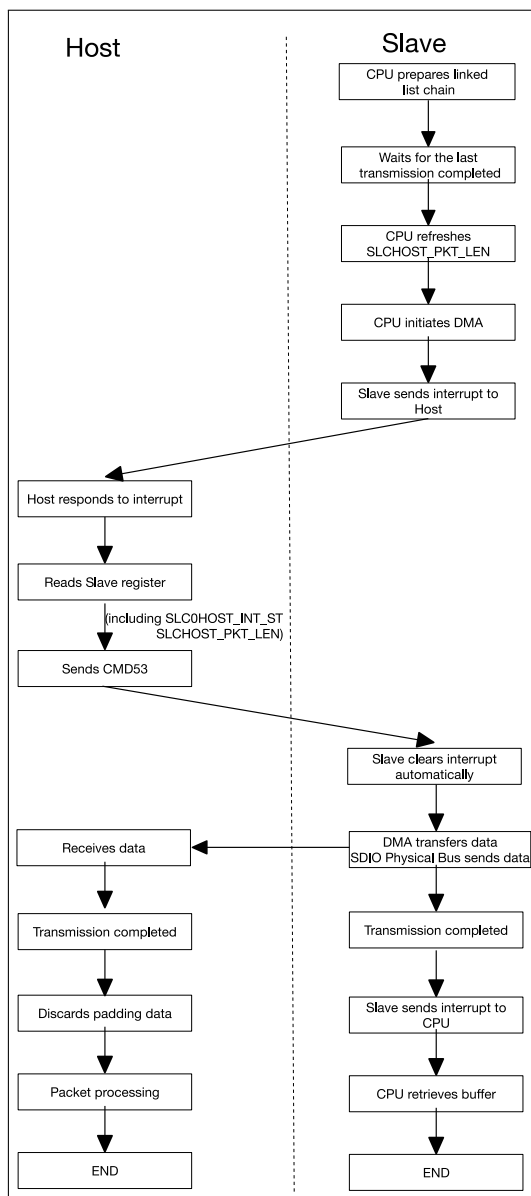 Host
Slave
CPU prepares linked
list chain
Waits for the last
transmission completed
CPU refreshes
SLCHOST_PKT_LEN
CPU initiates DMA
Slave sends interrupt to
Host
Host responds to interrupt
Reads Slave register
(including SLC0HOST_INT_ST
SLCHOST_PKT_LEN)
Sends CMD53
Slave clears interrupt
automatically
Receives data
DMA transfers data
SDIO Physical Bus sends data
Transmission completed
Transmission completed
Discards padding data
Slave sends interrupt to
CPU
Packet processing
CPU retrieves buffer
END
END